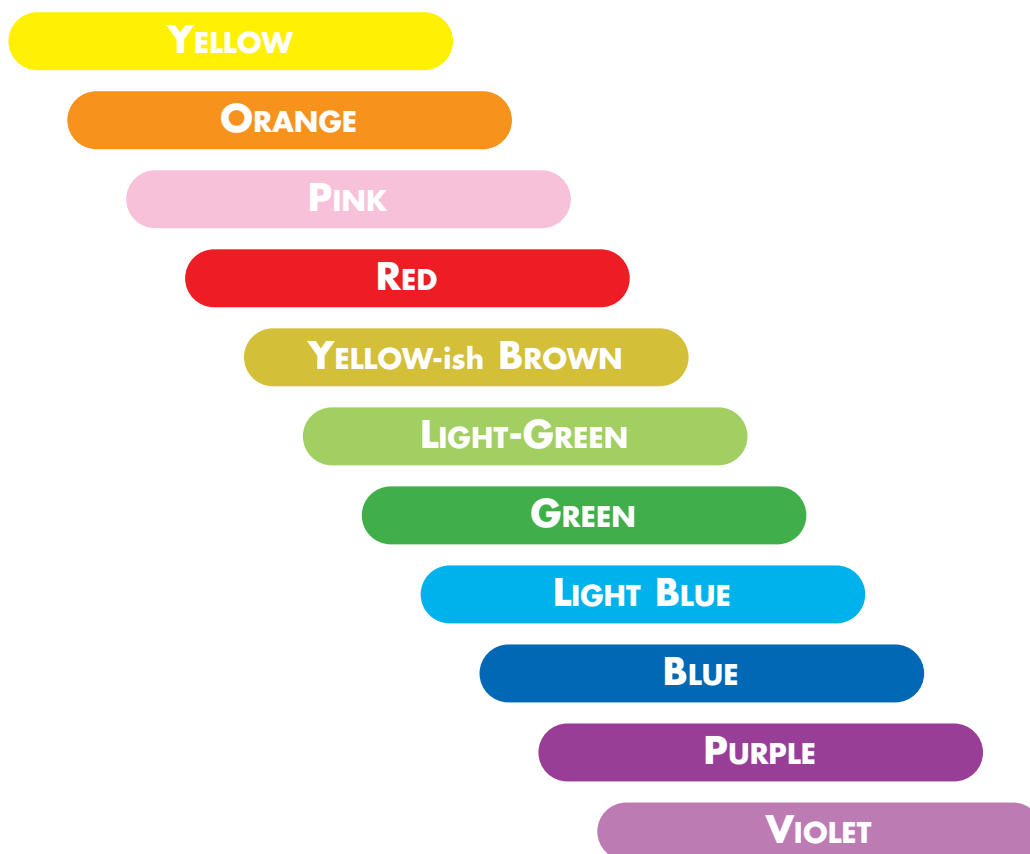 YELLOW
ORANGE
PINK
RED
YELLOW-ish BROWN
LIGHT-GREEN
GREEN
LIGHT BLUE
BLUE
PURPLE
VIOLET